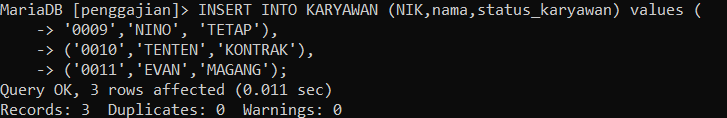 MariaDB [penggajian]> INSERT INTO KARYAWAN (NIK,nama,status_karyawan) values (
    -> '0009','NINO', 'TETAP'),
    -> ('0010','TENTEN','KONTRAK'),
    -> ('0011','EVAN','MAGANG');
Query OK, 3 rows affected (0.011 sec)
Records: 3  Duplicates: 0  Warnings: 0